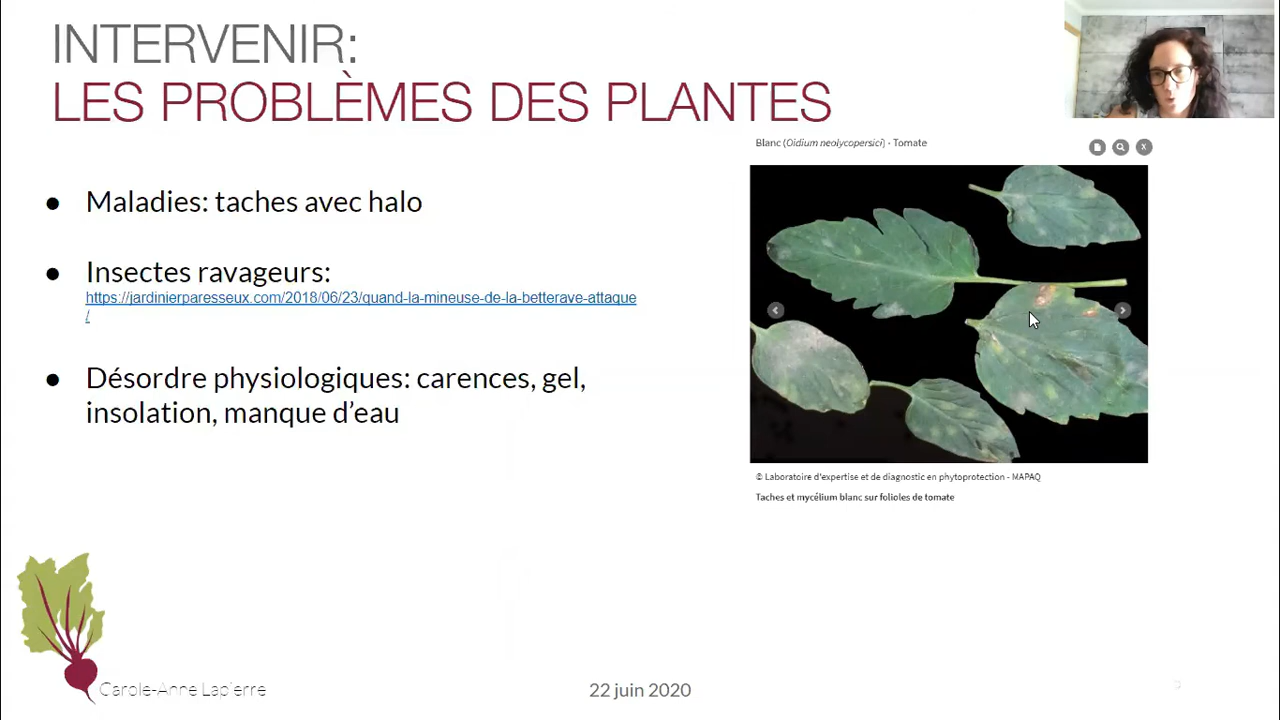 INTERVENIR:
LES PROBLÈMES DES PLANTES
Blanc (Oidium neolycopersici) - Tomate
X
● Maladies: taches avec halo
● Insectes ravageurs:
https://jardinierparesseux.com/2018/06/23/quand-la-mineuse-de-la-betterave-attaque
/
● Désordre physiologiques: carences, gel,
insolation, manque d'eau
© Laboratoire d'expertise et de diagnostic en phytoprotection - MAPAQ
Taches et mycélium blanc sur folioles de tomate
Carole-Anne Lapierre
22 juin 2020